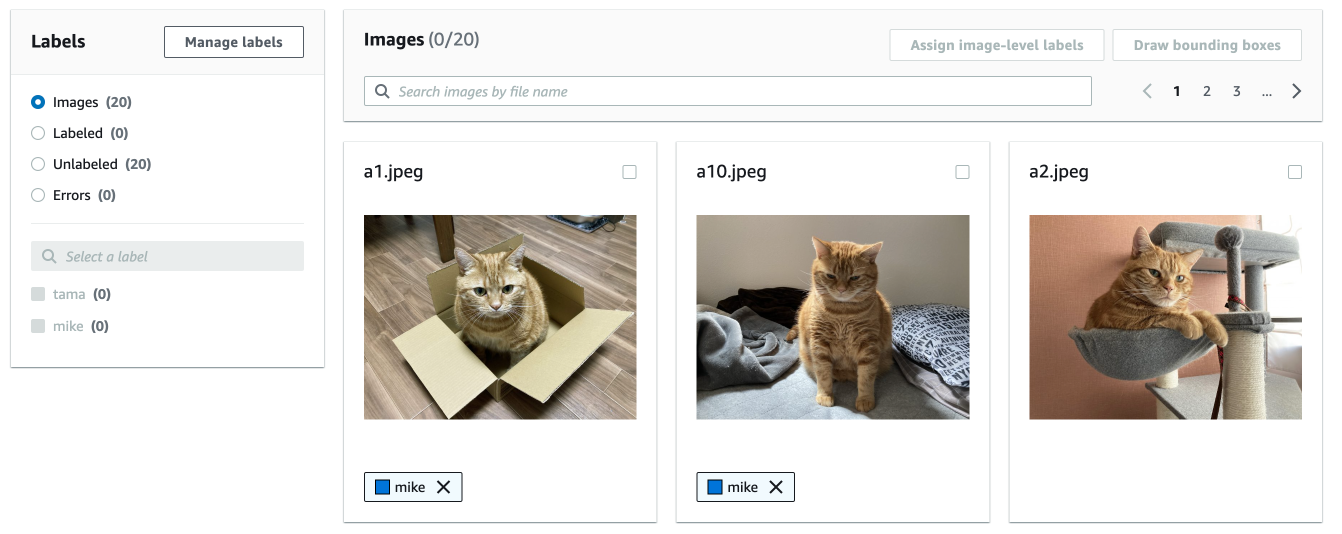 Labels
Manage labels
Images (20)
Labeled (0)
Unlabeled (20)
Errors (0)
Select a label
tama (0)
mike (0)
Images (0/20)
Assign image-level labels
Draw bounding boxes
Search images by file name
1 2 3 ...
a1.jpeg
mike
a10.jpeg
mike
a2.jpeg